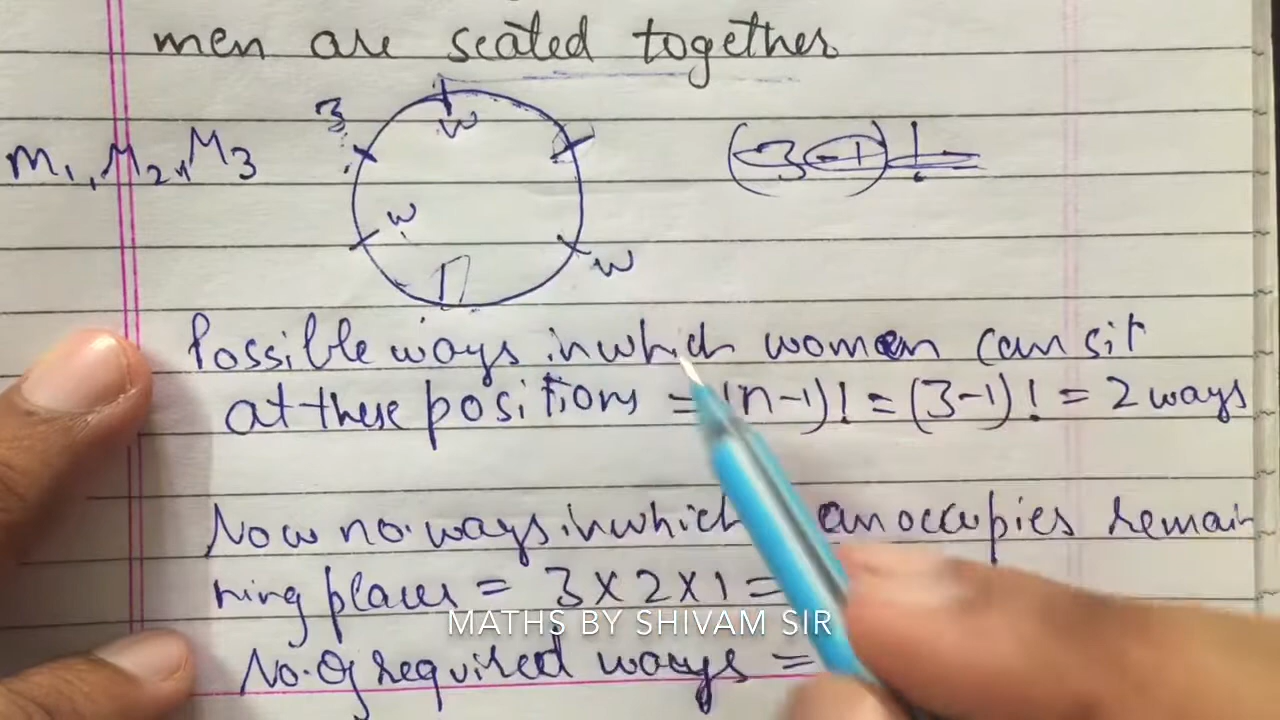 men are seated together
3
W
(3-1)!
M1, M2, M3
W
W
Possible ways in which women can sit
at these positions = (n-1)! = (3-1)! = 2 ways
Now no. ways in which an occupies remai
ning places = 3 X 2 X 1 =
MATHS BY SHIVAM SIR
No. of required ways =